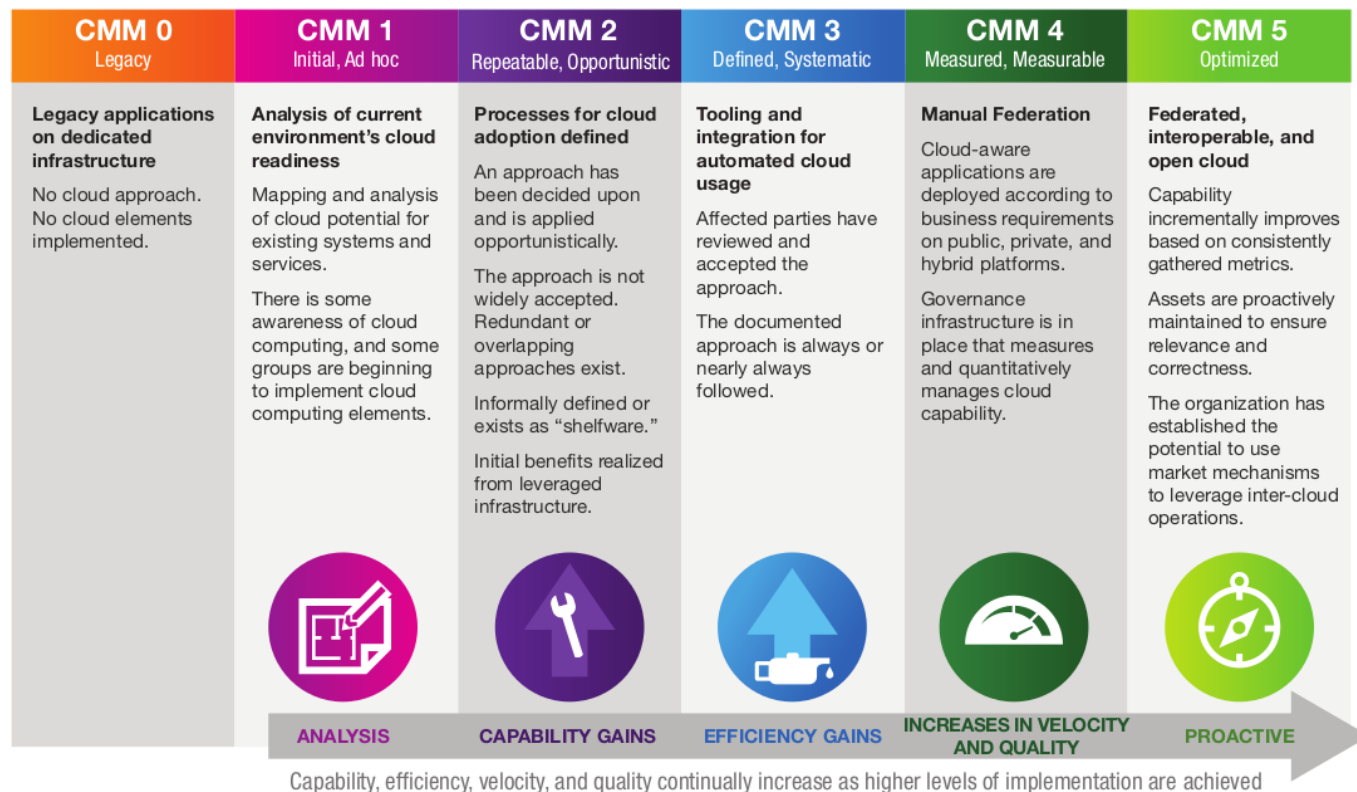 CMM 0
Legacy
Legacy applications
on dedicated
infrastructure
No cloud approach.
No cloud elements
implemented.
CMM 1
Initial, Ad hoc
Analysis of current
environment's cloud
readiness
Mapping and analysis
of cloud potential for
existing systems and
services.
There is some
awareness of cloud
computing, and some
groups are beginning
to implement cloud
computing elements.
ANALYSIS
CMM 2
Repeatable, Opportunistic
Processes for cloud
adoption defined
An approach has
been decided upon
and is applied
opportunistically.
The approach is not
widely accepted.
Redundant or
overlapping
approaches exist.
Informally defined or
exists as “shelfware.”
Initial benefits realized
from leveraged
infrastructure.
CAPABILITY GAINS
CMM 3
Defined, Systematic
Tooling and
integration for
automated cloud
usage
Affected parties have
reviewed and
accepted the
approach.
The documented
approach is always or
nearly always
followed.
EFFICIENCY GAINS
CMM 4
Measured, Measurable
Manual Federation
Cloud-aware
applications are
deployed according to
business requirements
on public, private, and
hybrid platforms.
Governance
infrastructure is in
place that measures
and quantitatively
manages cloud
capability.
INCREASES IN VELOCITY
AND QUALITY
CMM 5
Optimized
Federated,
interoperable, and
open cloud
Capability
incrementally improves
based on consistently
gathered metrics.
Assets are proactively
maintained to ensure
relevance and
correctness.
The organization has
established the
potential to use
market mechanisms
to leverage inter-cloud
operations.
PROACTIVE
Capability, efficiency, velocity, and quality continually increase as higher levels of implementation are achieved